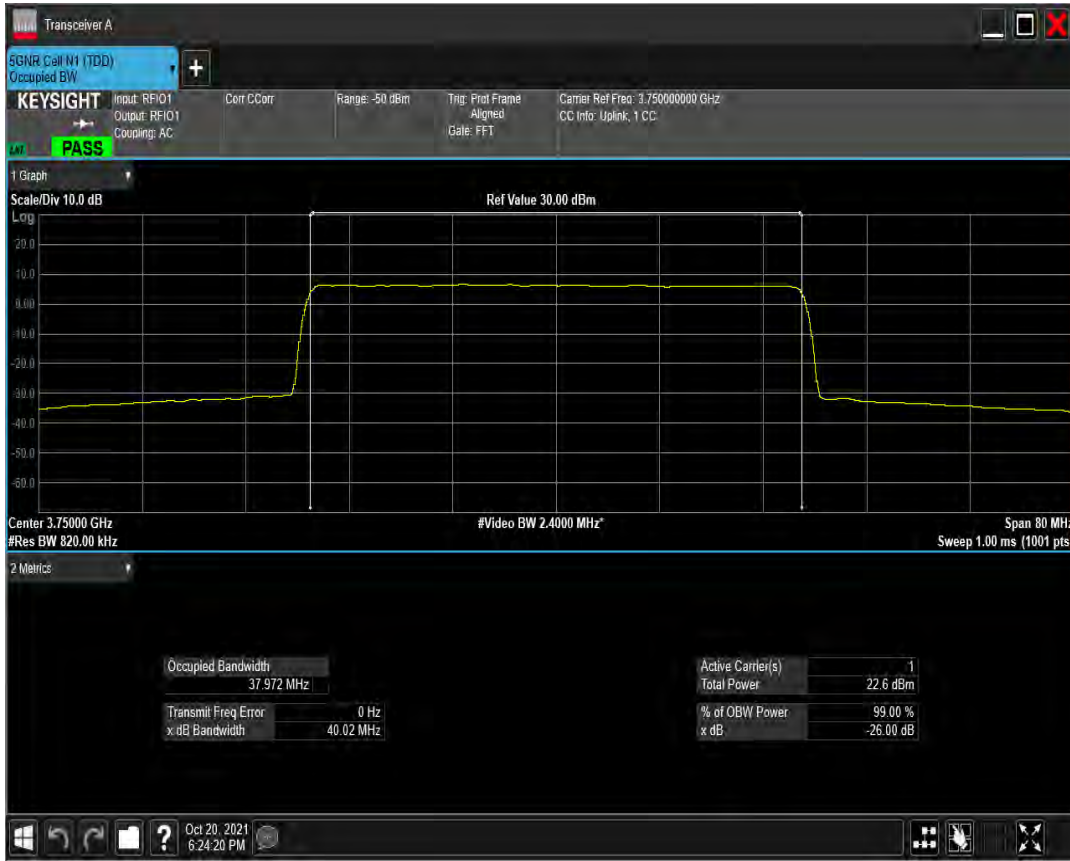 Transceiver A
5GNR Cell N1 (TDD)
Occupied BW
+
KEYSIGHT
Input: RFIO1
Output: RFIO1
Coupling: AC
Corr CCorr
Range: -50 dBm
Trig: Prot Frame
Aligned
Gate: FFT
Carrier Ref Freq: 3.750000000 GHz
CC Info: Uplink, 1 CC
PASS
1 Graph
Scale/Div 10.0 dB
Ref Value 30.00 dBm
Log
20.0
10.0
0.00
-10.0
-20.0
-30.0
-40.0
-50.0
-60.0
Center 3.75000 GHz
#Video BW 2.4000 MHz*
Span 80 MHz
#Res BW 820.00 kHz
Sweep 1.00 ms (1001 pts
2 Metrics
Occupied Bandwidth
37.972 MHz
Transmit Freq Error 0 Hz
x dB Bandwidth 40.02 MHz
Active Carrier(s) 1
Total Power 22.6 dBm
% of OBW Power 99.00 %
x dB -26.00 dB
?
Oct 20, 2021
6:24:20 PM